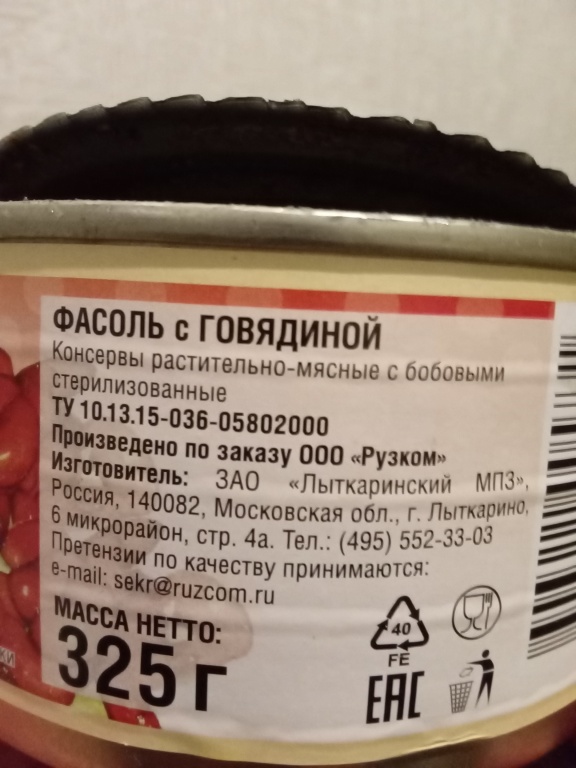 ФАСОЛЬ с ГОВЯДИНОЙ
Консервы растительно-мясные с бобовыми
стерилизованные
ТУ 10.13.15-036-05802000
Произведено по заказу ООО «Рузком»
Изготовитель: ЗАО «Лыткаринский МПЗ»,
Россия, 140082, Московская обл., г. Лыткарино,
6 микрорайон, стр. 4а. Тел.: (495) 552-33-03
Претензии по качеству принимаются:
e-mail: sekr@ruzcom.ru
МАССА НЕТТО:
325 г
40
FE
EAC